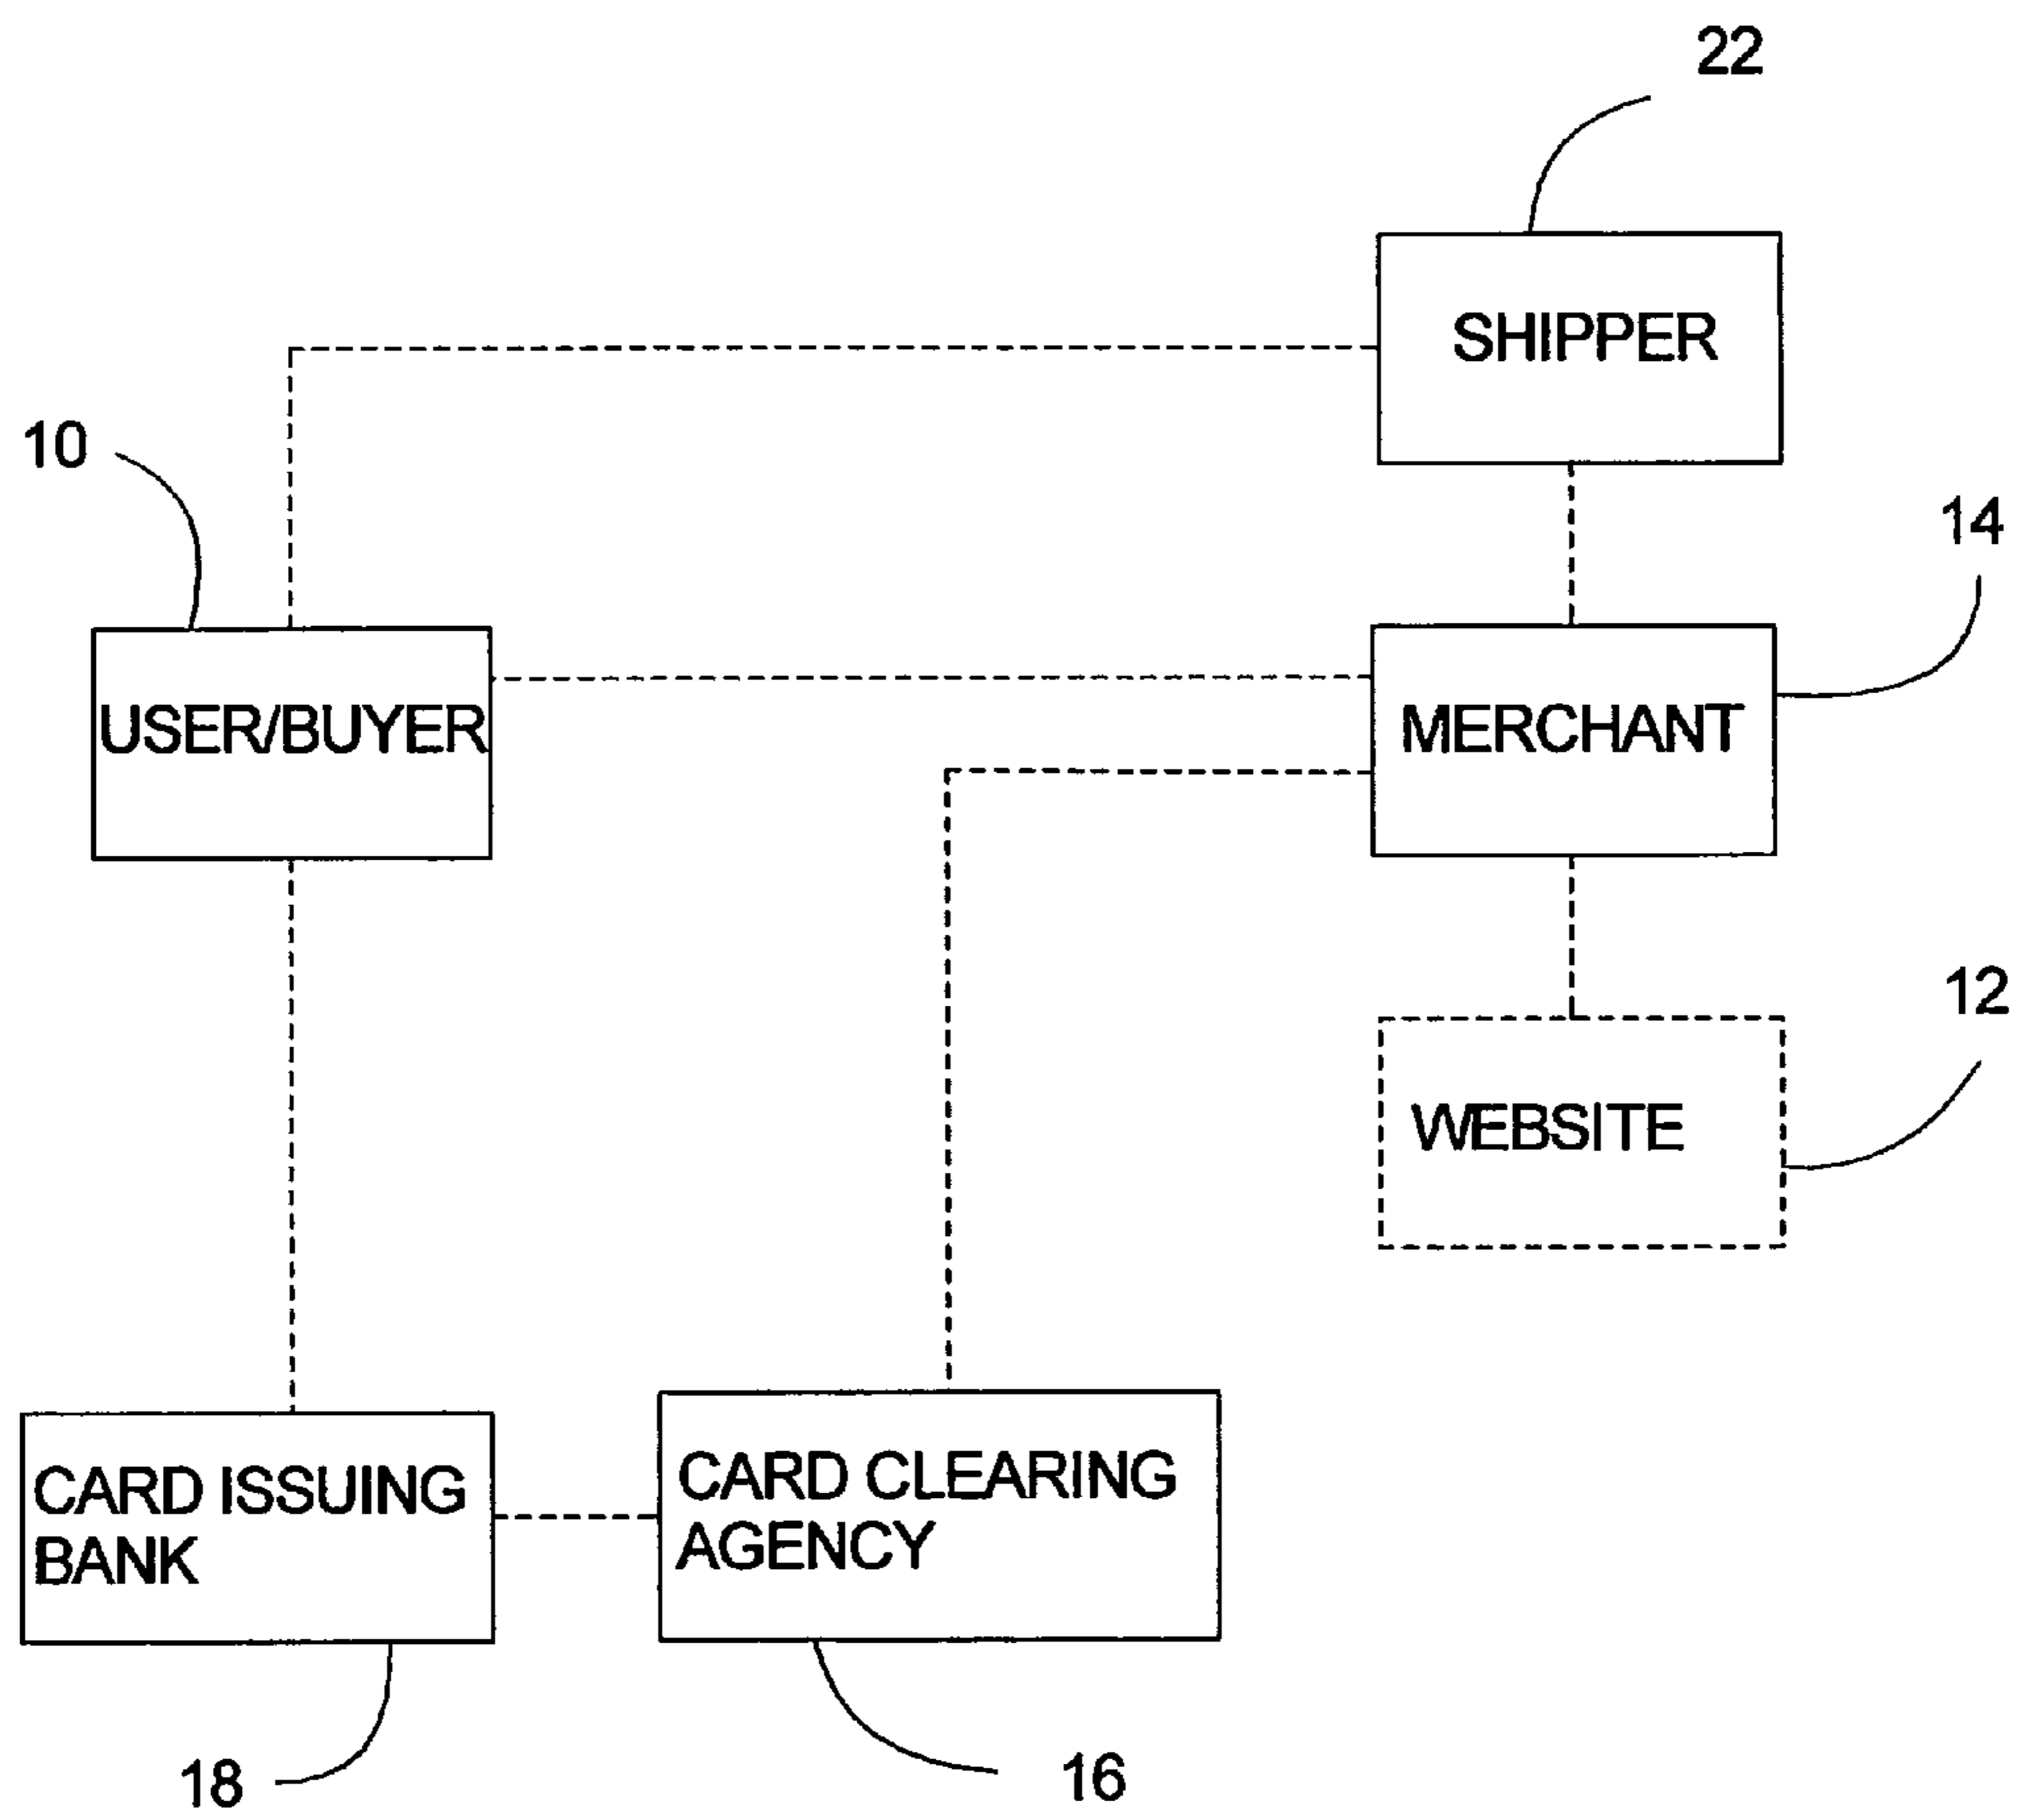 22
SHIPPER
10
14
USER/BUYER
MERCHANT
12
WEBSITE
CARD ISSUING
BANK
CARD CLEARING
AGENCY
18
16